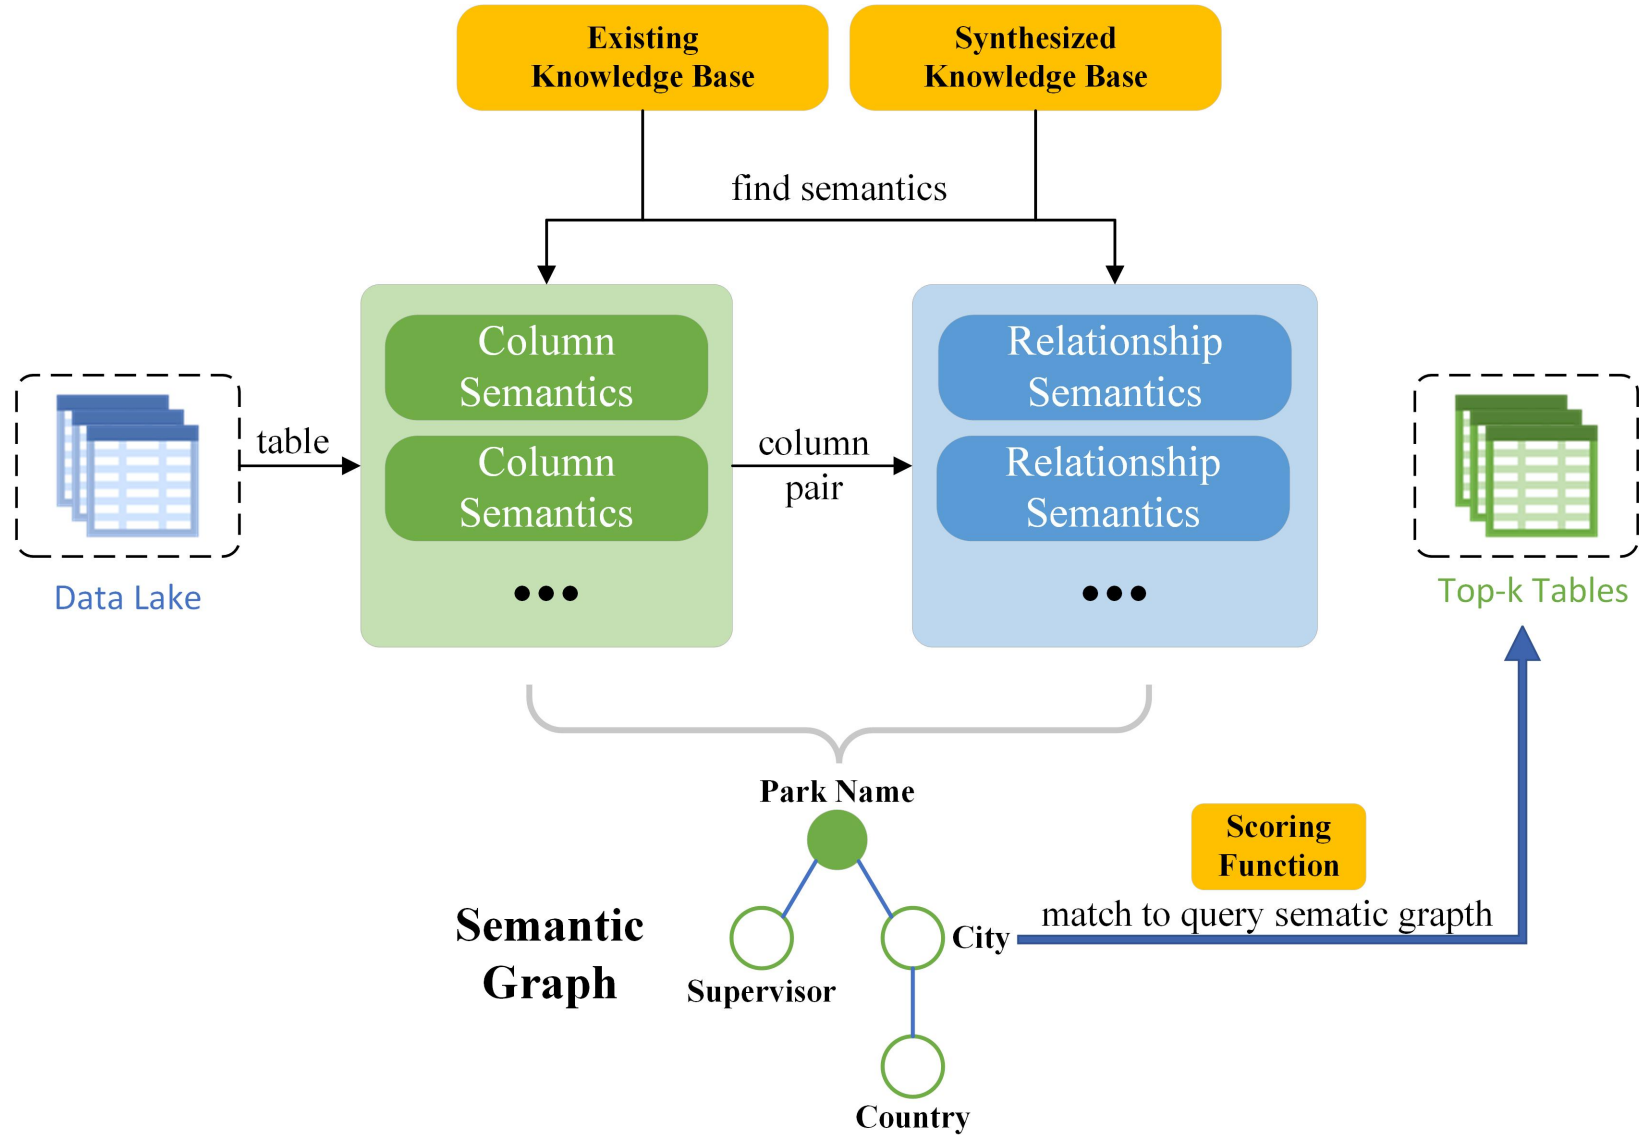 Existing
Knowledge Base
Synthesized
Knowledge Base
find semantics
Column
Semantics
Column
Semantics
Relationship
Semantics
Relationship
Semantics
table
column
pair
Data Lake
Top-k Tables
Park Name
Scoring
Function
match to query sematic grapth
Semantic
Graph
City
Supervisor
Country